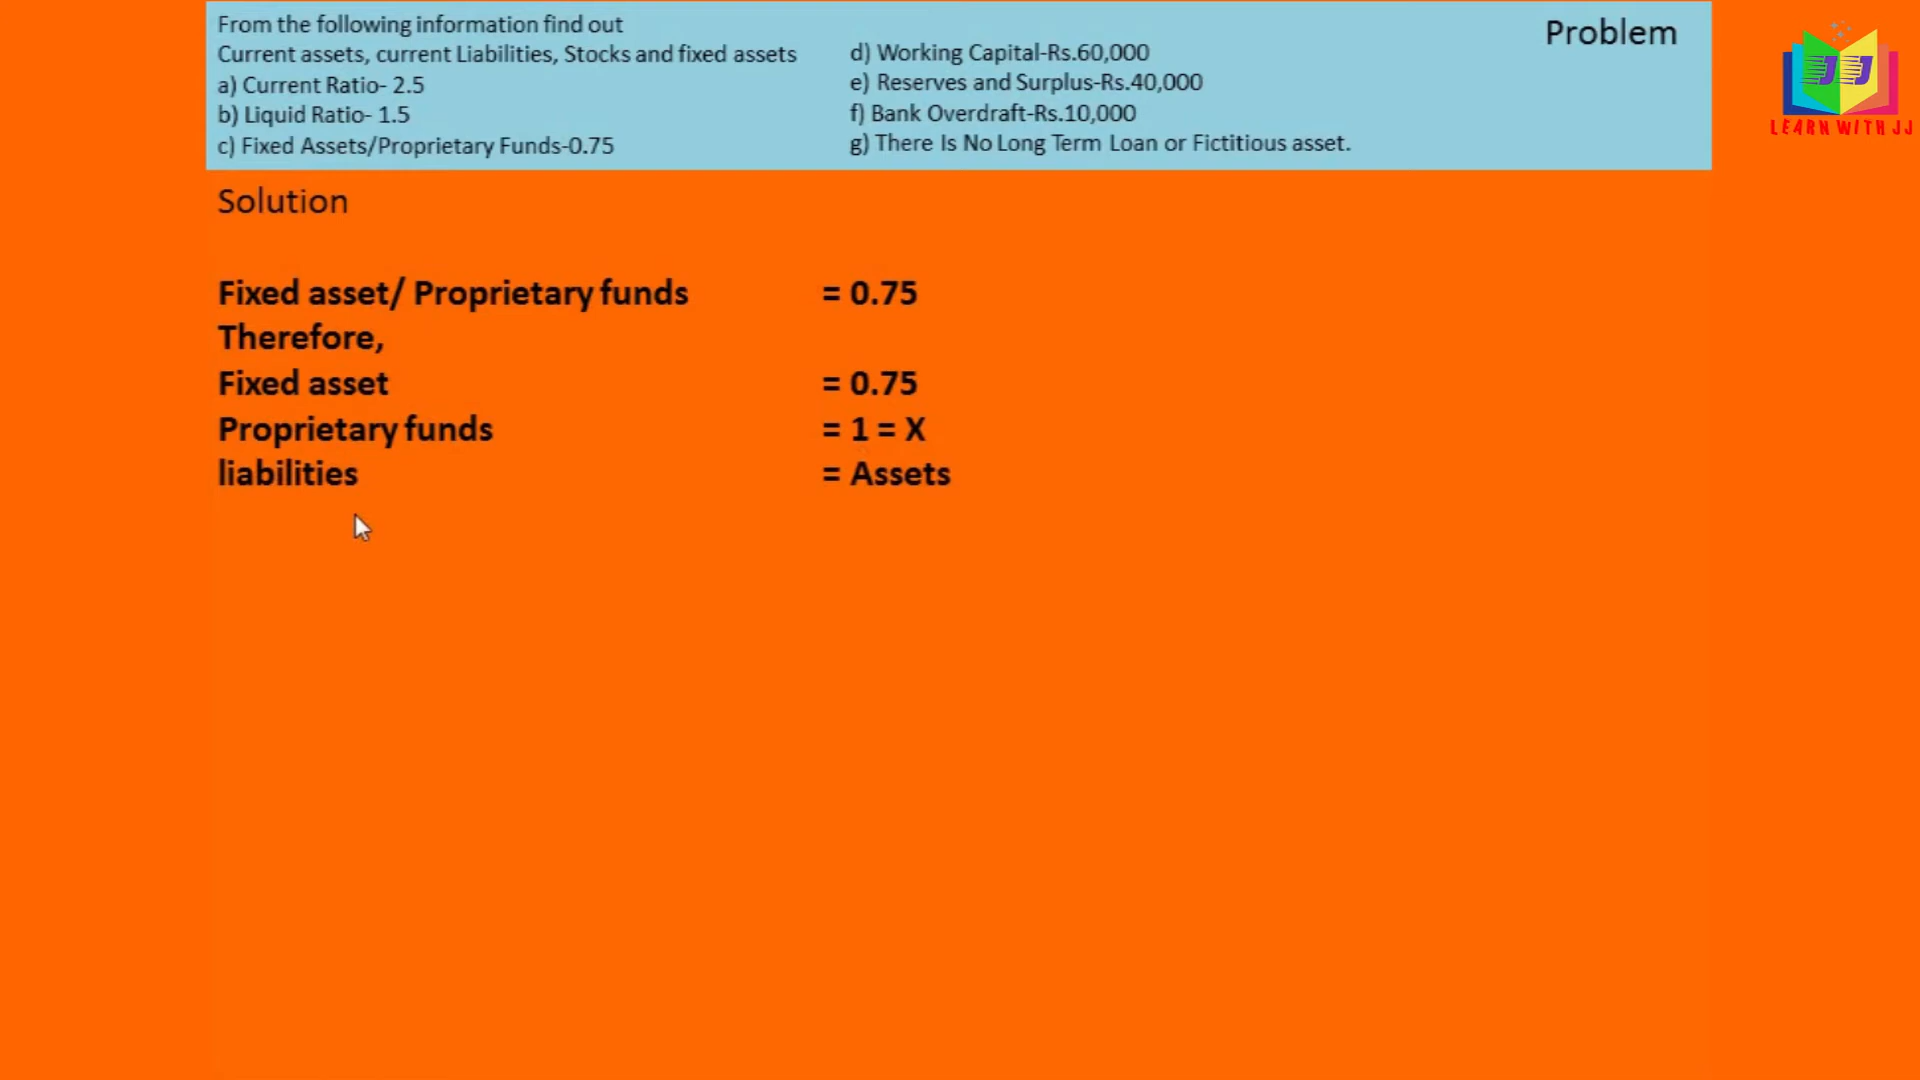 From the following information find out
Current assets, current Liabilities, Stocks and fixed assets
a) Current Ratio- 2.5
b) Liquid Ratio- 1.5
c) Fixed Assets/Proprietary Funds-0.75
d) Working Capital-Rs.60,000
e) Reserves and Surplus-Rs.40,000
f) Bank Overdraft-Rs.10,000
g) There Is No Long Term Loan or Fictitious asset.
Problem
JJ
LEARN WITH JJ
Solution
Fixed asset/ Proprietary funds = 0.75
Therefore,
Fixed asset = 0.75
Proprietary funds = 1 = X
liabilities = Assets